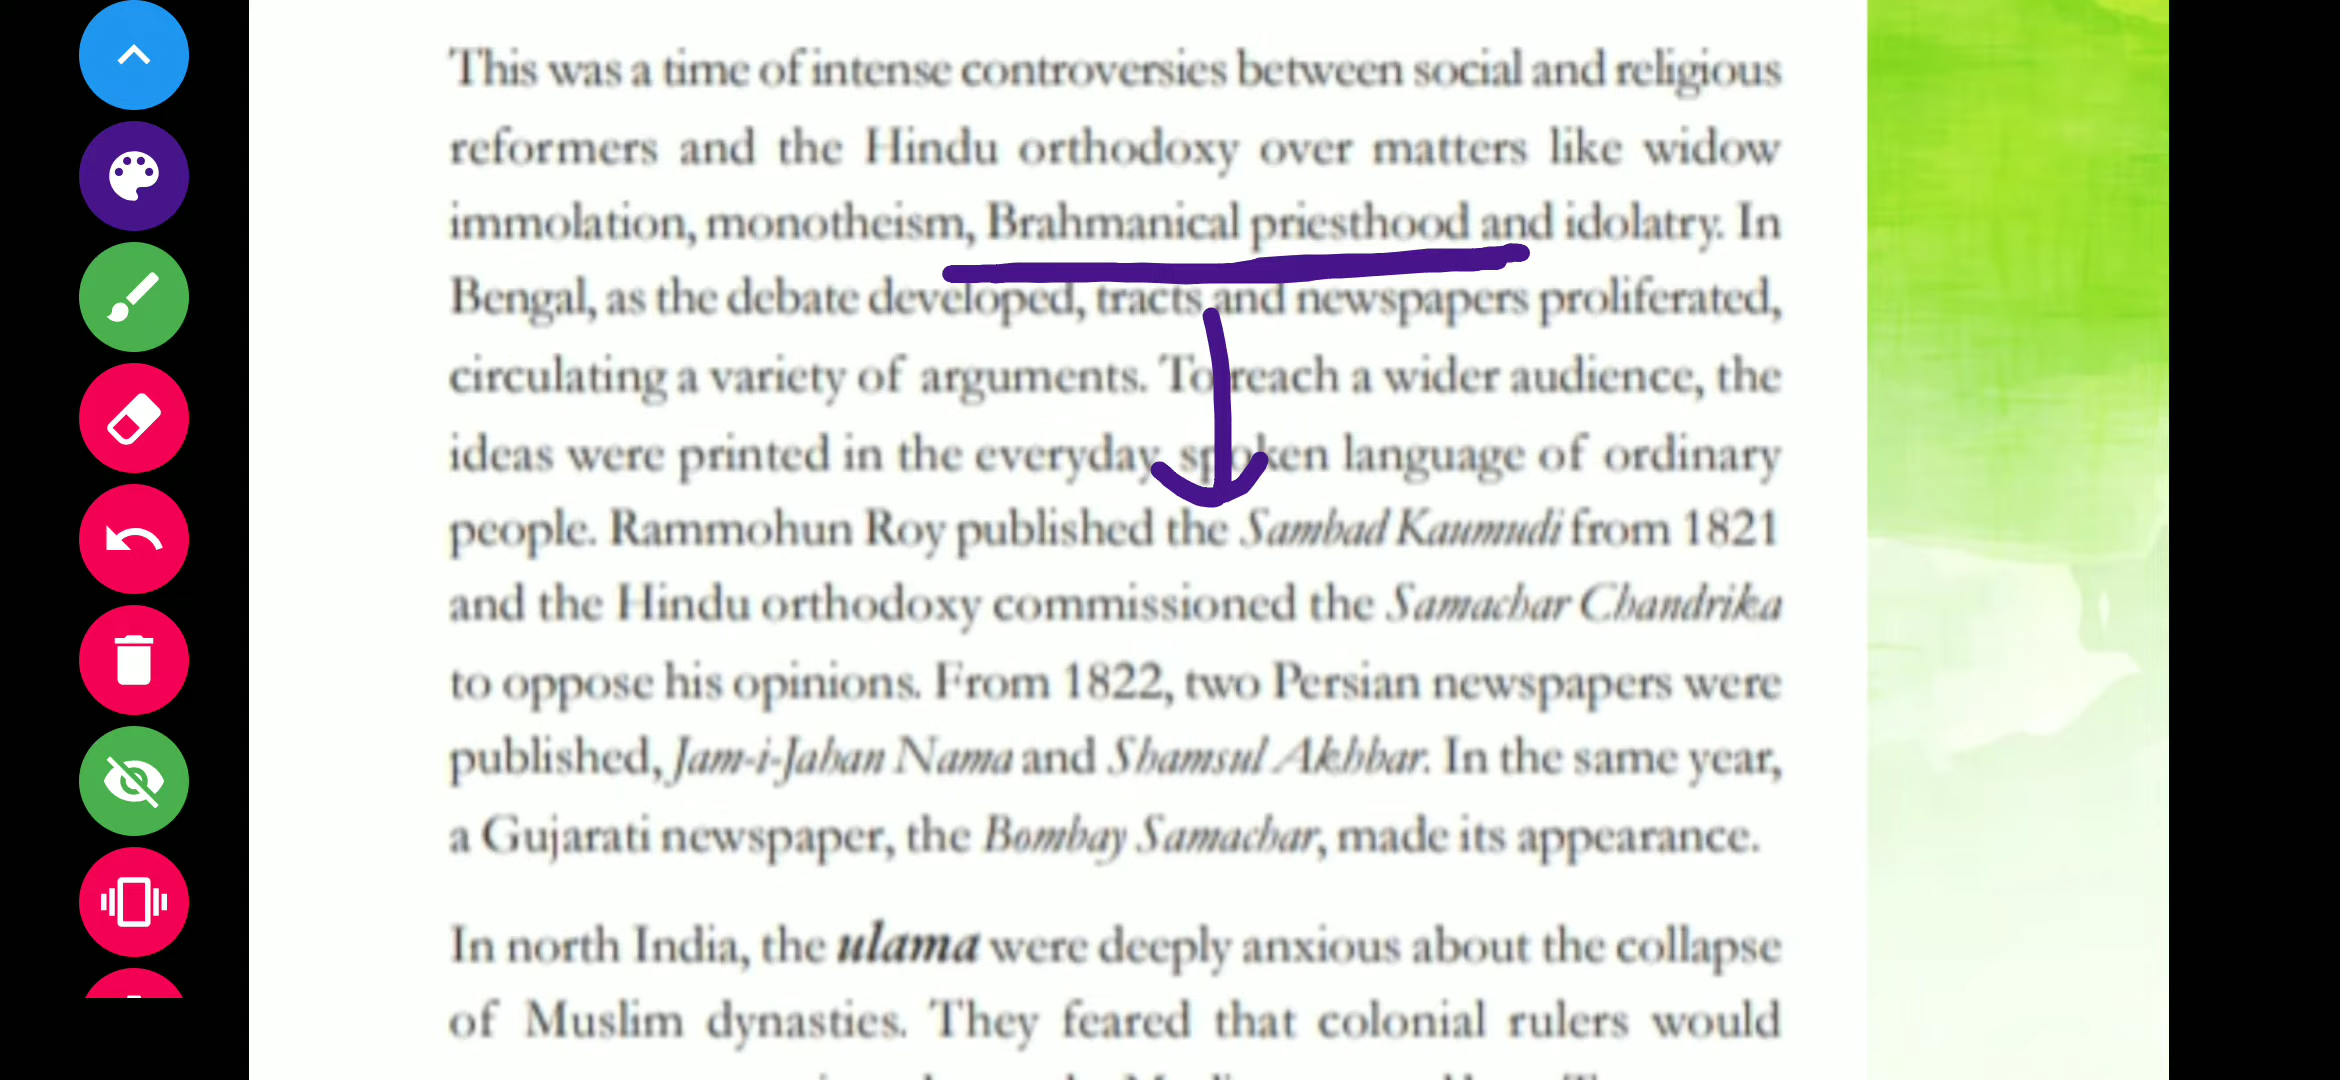 This was a time of intense controversies between social and religious
reformers and the Hindu orthodoxy over matters like widow
immolation, monotheism, Brahmanical priesthood and idolatry. In
Bengal, as the debate developed, tracts and newspapers proliferated,
circulating a variety of arguments. To reach a wider audience, the
ideas were printed in the everyday, spoken language of ordinary
people. Rammohun Roy published the Sambad Kaumudi from 1821
and the Hindu orthodoxy commissioned the Samachar Chandrika
to oppose his opinions. From 1822, two Persian newspapers were
published, Jam-i-Jahan Nama and Shamsul Akhbar. In the same year,
a Gujarati newspaper, the Bombay Samachar, made its appearance.
In north India, the ulama were deeply anxious about the collapse
of Muslim dynasties. They feared that colonial rulers would